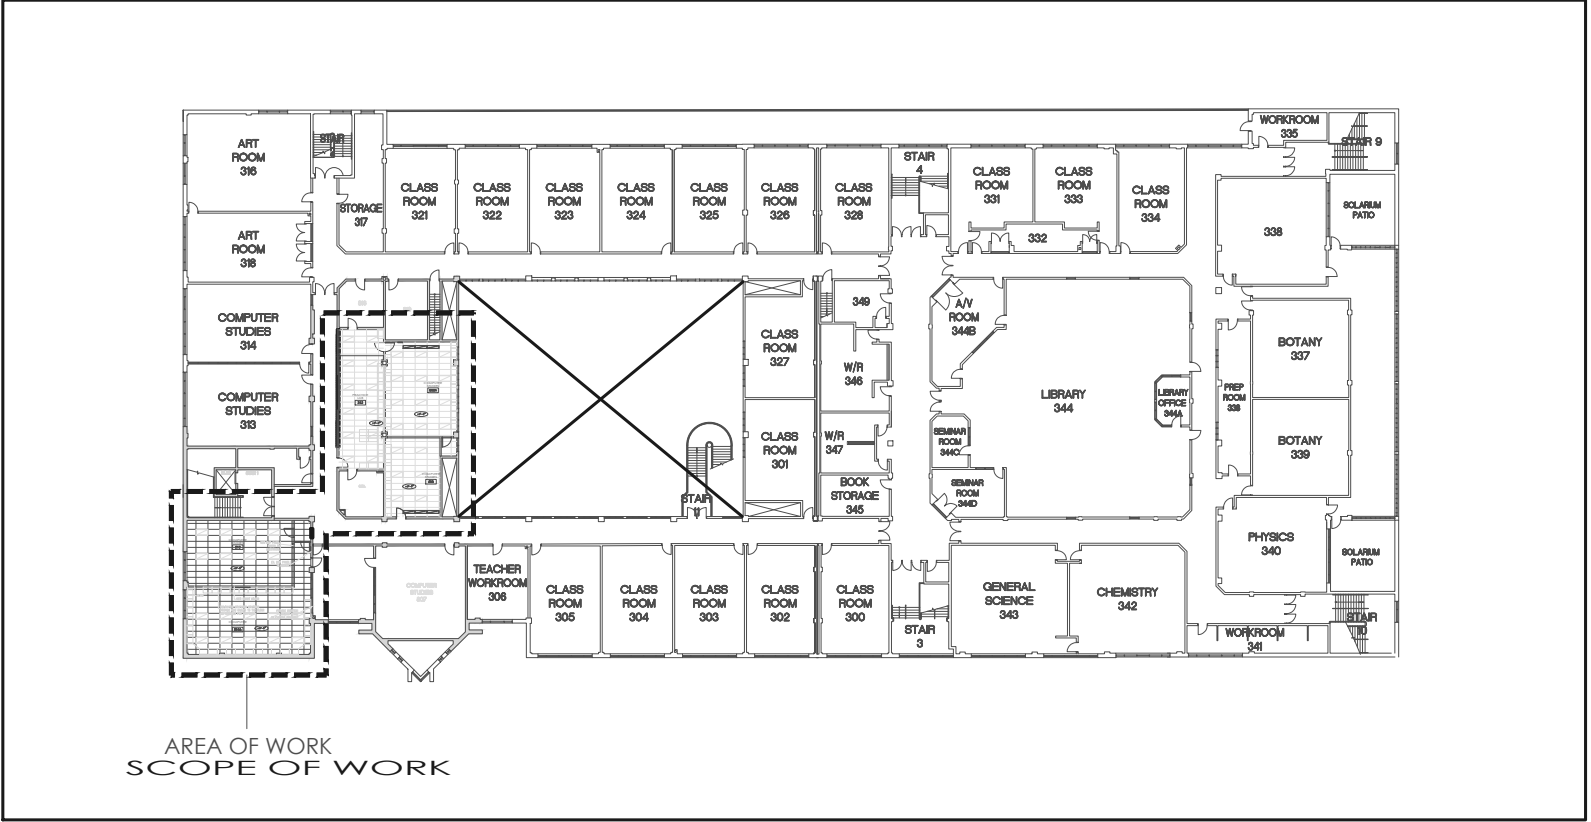 WORKROOM
335
ART
ROOM
316
STAIR
STAIR 9
STAIR
4
CLASS
ROOM
321
CLASS
ROOM
322
CLASS
ROOM
323
CLASS
ROOM
324
CLASS
ROOM
325
CLASS
ROOM
326
CLASS
ROOM
328
CLASS
ROOM
331
CLASS
ROOM
333
CLASS
ROOM
334
STORAGE
317
SOLARIUM
PATIO
ART
ROOM
318
332
338
COMPUTER
STUDIES
314
349
A/V
ROOM
344B
CLASS
ROOM
327
BOTANY
337
W/R
346
COMPUTER
STUDIES
313
LIBRARY
344
LIBRARY
OFFICE
344A
PREP
ROOM
338
CLASS
ROOM
301
W/R
347
SEMINAR
ROOM
344C
BOTANY
339
BOOK
STORAGE
345
SEMINAR
ROOM
344D
STAIR
11
PHYSICS
340
SOLARIUM
PATIO
TEACHER
WORKROOM
306
COMPUTER
STUDIES
307
CLASS
ROOM
305
CLASS
ROOM
304
CLASS
ROOM
303
CLASS
ROOM
302
CLASS
ROOM
300
GENERAL
SCIENCE
343
CHEMISTRY
342
STAIR
3
STAIR
10
WORKROOM
341
AREA OF WORK
SCOPE OF WORK